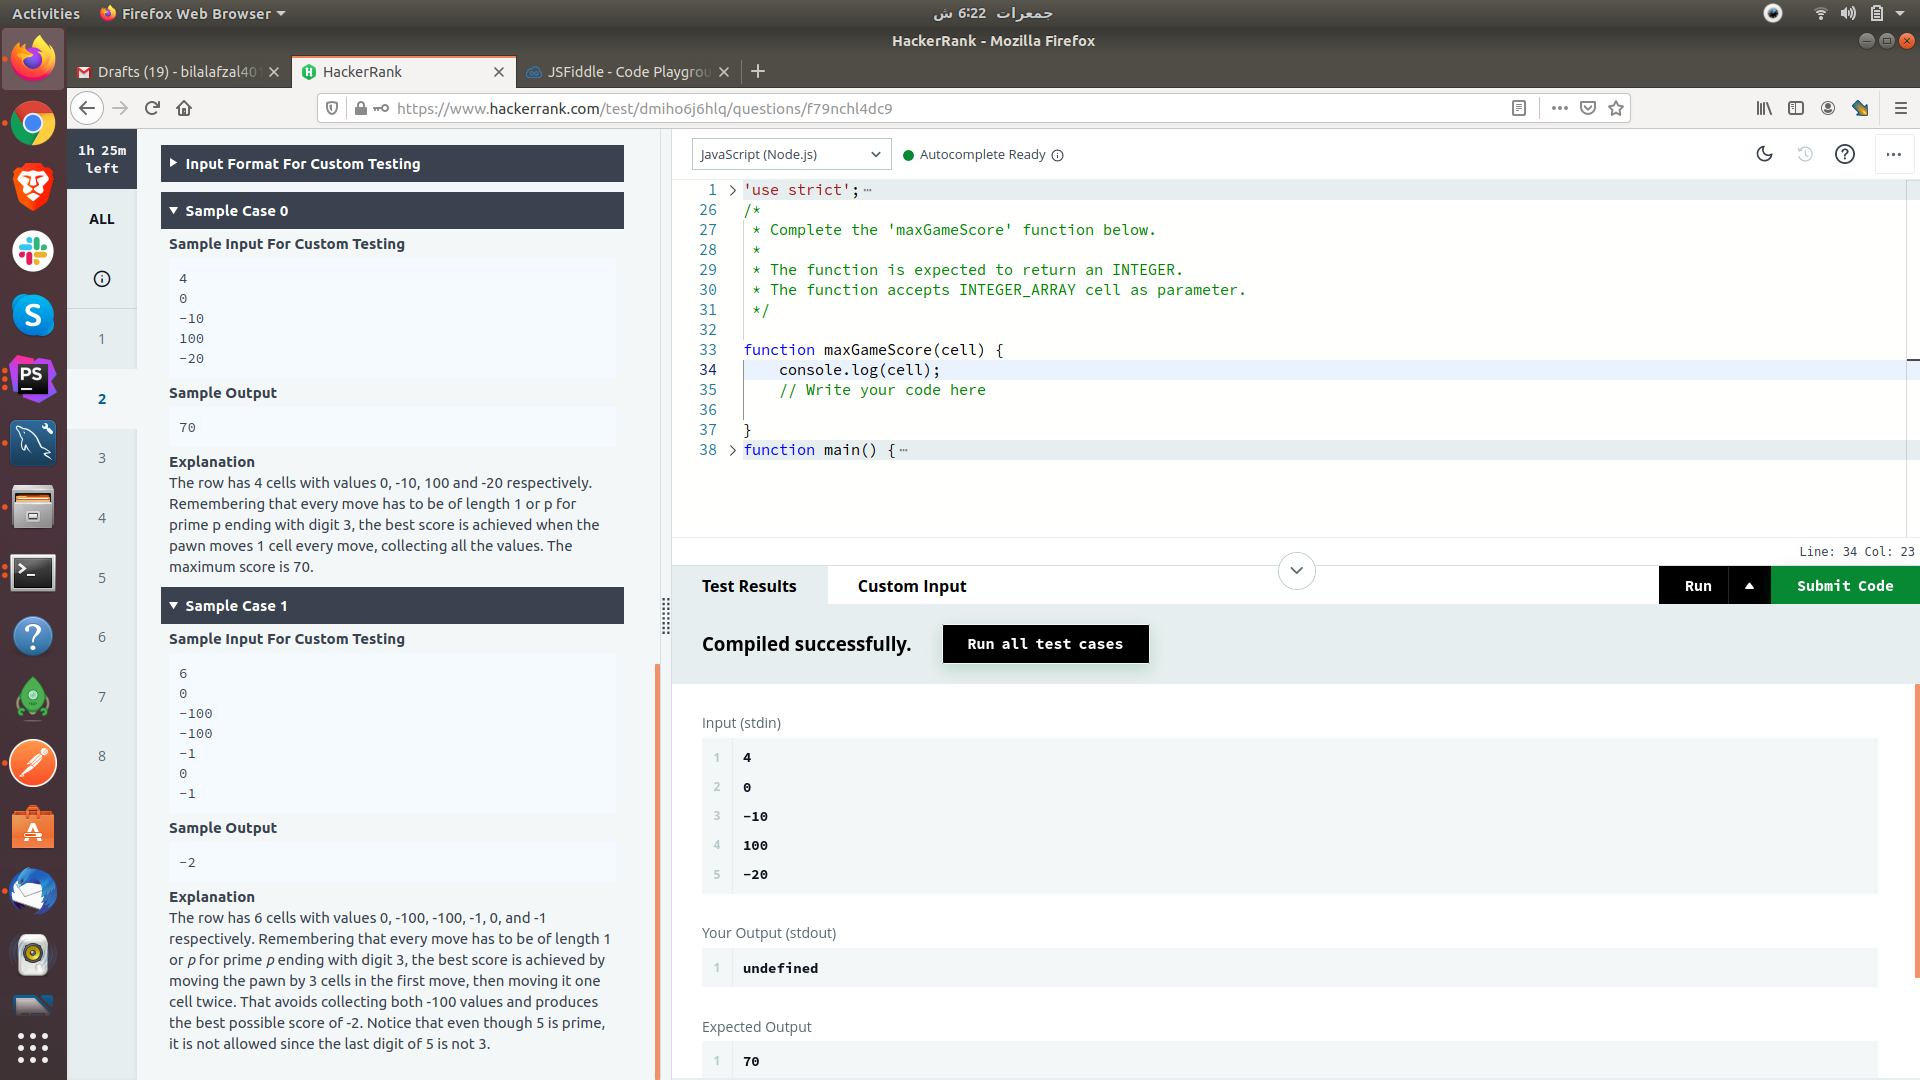 Activities
Firefox Web Browser
جمعرات 6:22 ش
HackerRank - Mozilla Firefox
Drafts (19) - bilalafzal401
HackerRank
JSFiddle - Code Playgrou
https://www.hackerrank.com/test/dmiho6j6hlq/questions/f79nchl4dc9
1h 25m
left
ALL
1
2
3
4
5
6
7
8
Input Format For Custom Testing
Sample Case 0
Sample Input For Custom Testing
4
0
-10
100
-20
Sample Output
70
Explanation
The row has 4 cells with values 0, -10, 100 and -20 respectively.
Remembering that every move has to be of length 1 or p for
prime p ending with digit 3, the best score is achieved when the
pawn moves 1 cell every move, collecting all the values. The
maximum score is 70.
Sample Case 1
Sample Input For Custom Testing
6
0
-100
-100
-1
0
-1
Sample Output
-2
Explanation
The row has 6 cells with values 0, -100, -100, -1, 0, and -1
respectively. Remembering that every move has to be of length 1
or p for prime p ending with digit 3, the best score is achieved by
moving the pawn by 3 cells in the first move, then moving it one
cell twice. That avoids collecting both -100 values and produces
the best possible score of -2. Notice that even though 5 is prime,
it is not allowed since the last digit of 5 is not 3.
JavaScript (Node.js)
Autocomplete Ready
1 'use strict';
26 /*
27 * Complete the 'maxGameScore' function below.
28 *
29 * The function is expected to return an INTEGER.
30 * The function accepts INTEGER_ARRAY cell as parameter.
31 */
32
33 function maxGameScore(cell) {
34 console.log(cell);
35 // Write your code here
36
37 }
38 function main() {
Line: 34 Col: 23
Test Results
Custom Input
Run
Submit Code
Compiled successfully.
Run all test cases
Input (stdin)
1 4
2 0
3 -10
4 100
5 -20
Your Output (stdout)
1 undefined
Expected Output
1 70
PS